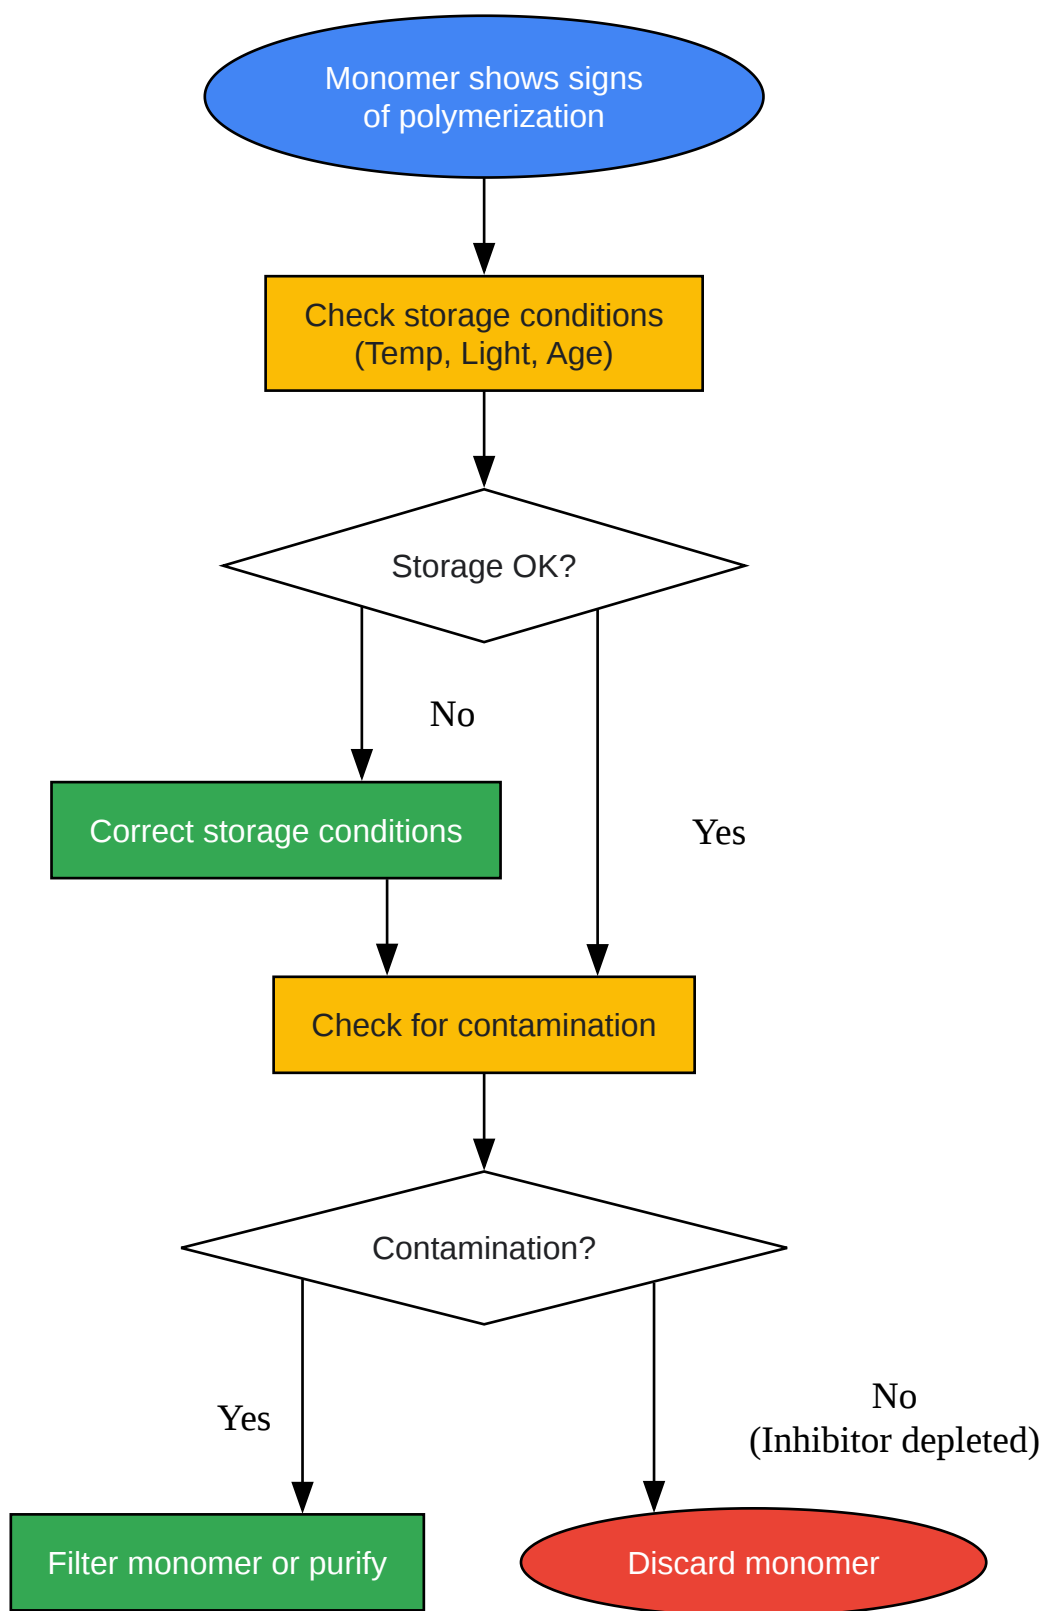 Monomer shows signs
of polymerization
Check storage conditions
(Temp, Light, Age)
Storage OK?
No
Correct storage conditions
Yes
Check for contamination
Contamination?
Yes
No
(Inhibitor depleted)
Filter monomer or purify
Discard monomer